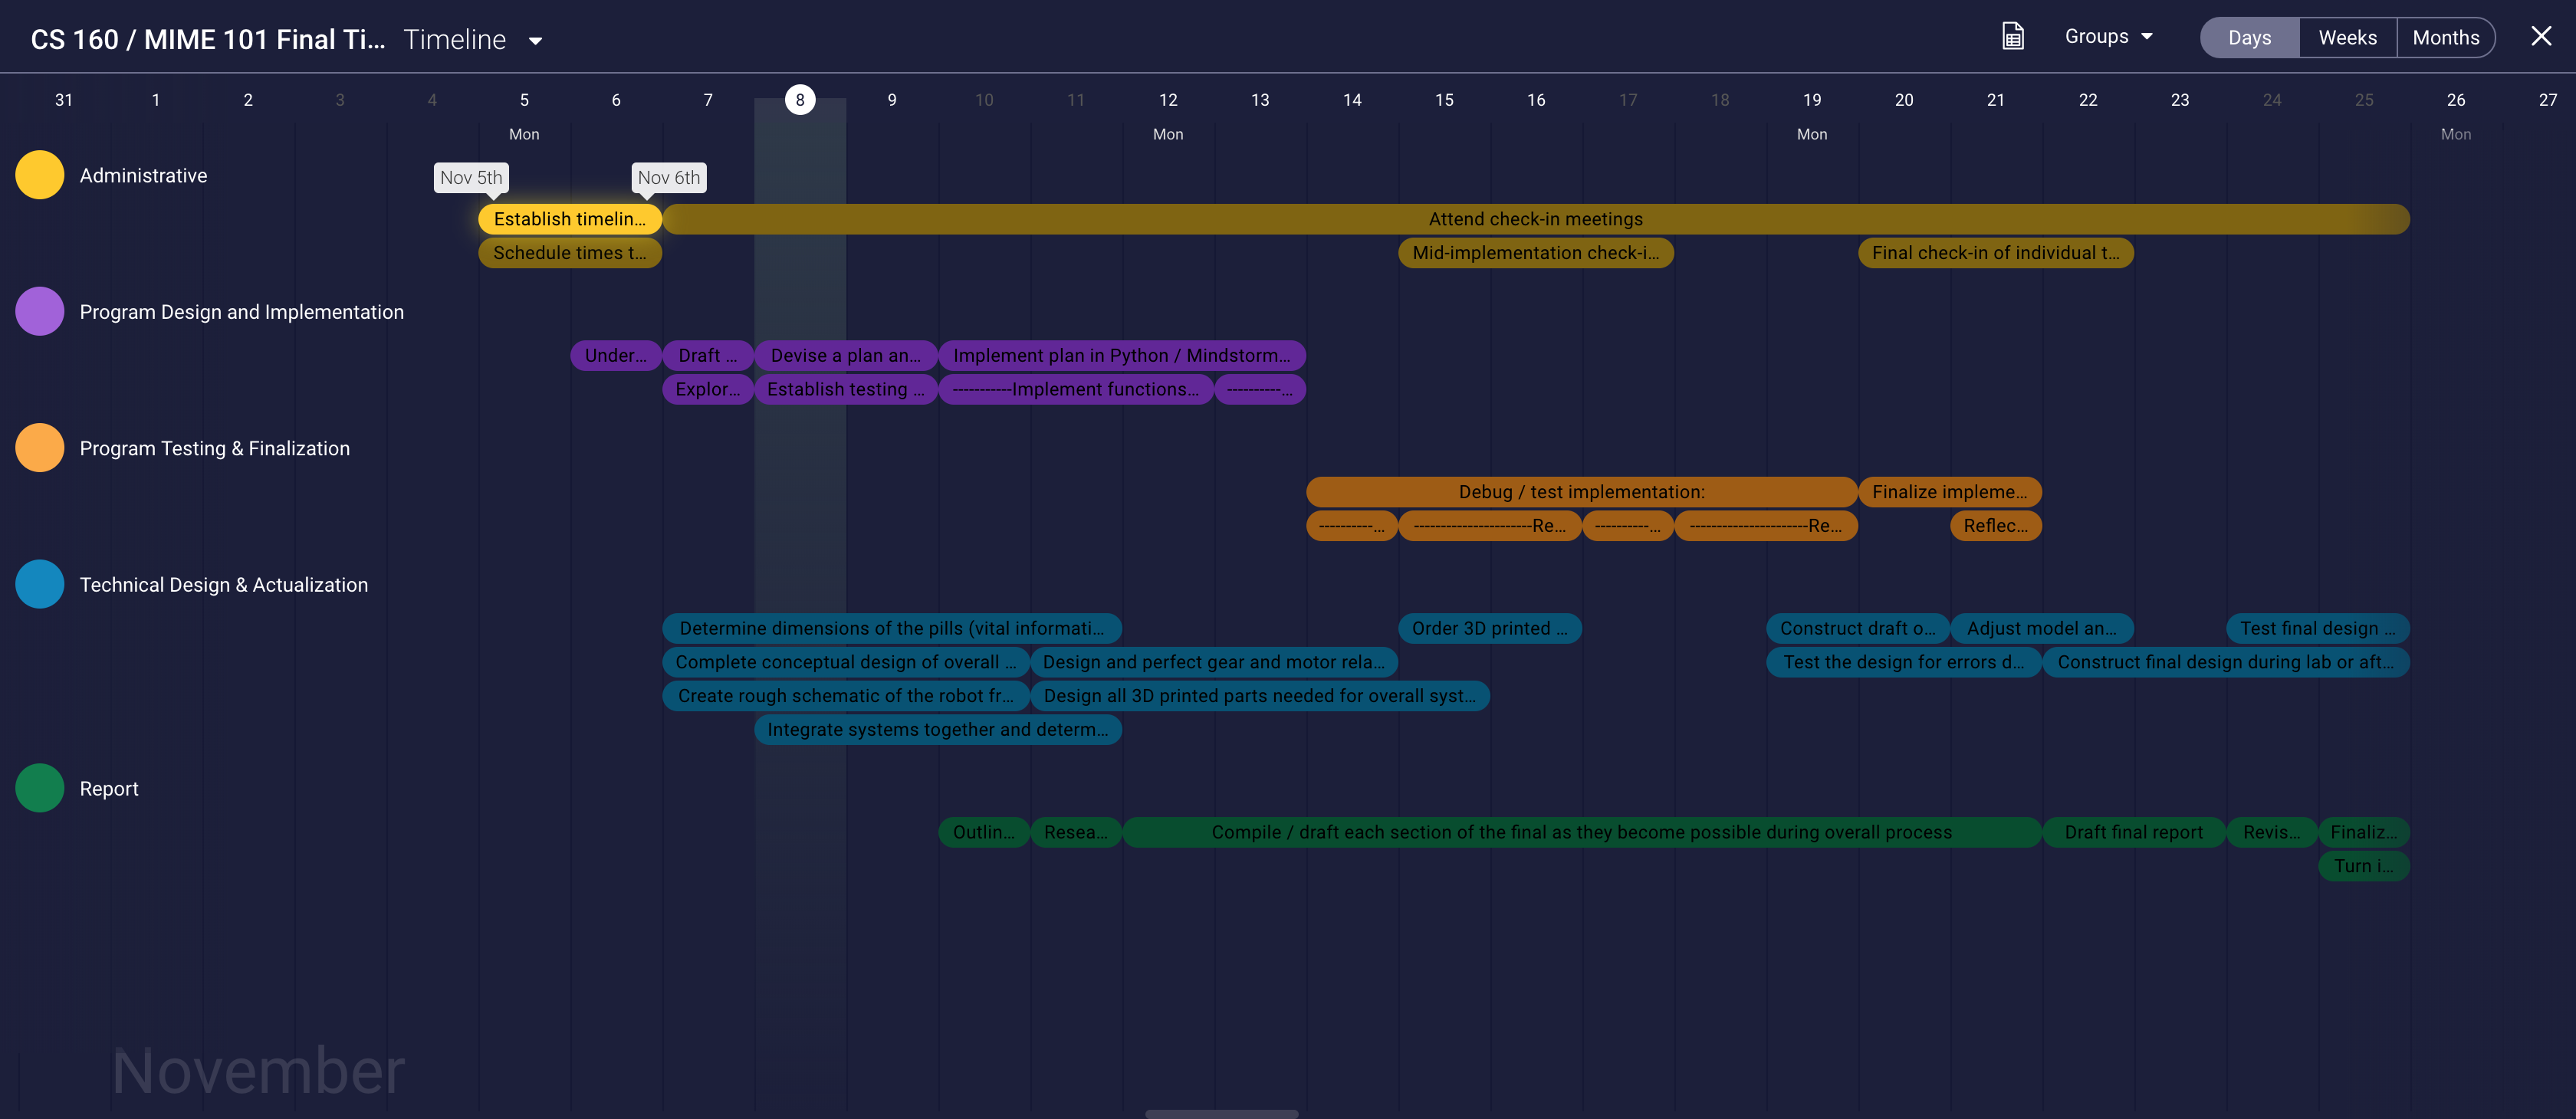 CS 160 / MIME 101 Final Ti... Timeline Groups Days Weeks Months
31 1 2 3 4 5 6 7 8 9 10 11 12 13 14 15 16 17 18 19 20 21 22 23 24 25 26 27
Mon Mon Mon Mon
Administrative
Nov 5th Nov 6th
Establish timelin... Attend check-in meetings
Schedule times t... Mid-implementation check-i... Final check-in of individual t...
Program Design and Implementation
Under... Draft ... Devise a plan an... Implement plan in Python / Mindstorm...
Explor... Establish testing ... -----------Implement functions... ----------...
Program Testing & Finalization
Debug / test implementation: Finalize impleme...
----------... ----------------------Re... ----------... ----------------------Re... Reflec...
Technical Design & Actualization
Determine dimensions of the pills (vital informati... Order 3D printed ... Construct draft o... Adjust model an... Test final design ...
Complete conceptual design of overall ... Design and perfect gear and motor rela... Test the design for errors d... Construct final design during lab or aft...
Create rough schematic of the robot fr... Design all 3D printed parts needed for overall syst...
Integrate systems together and determ...
Report
Outlin... Resea... Compile / draft each section of the final as they become possible during overall process Draft final report Revis... Finaliz...
Turn i...
November